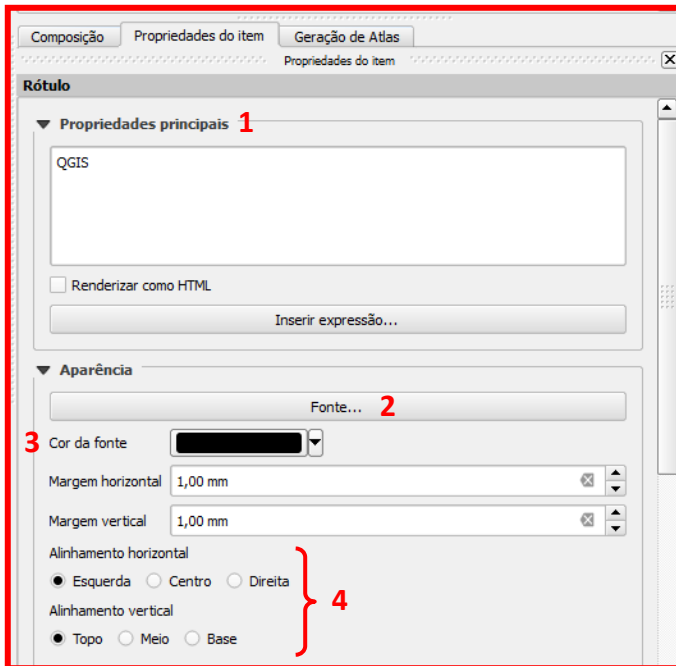 Composição Propriedades do item Geração de Atlas
Propriedades do item
Rótulo
Propriedades principais 1
QGIS
Renderizar como HTML
Inserir expressão...
Aparência
Fonte... 2
3 Cor da fonte
Margem horizontal 1,00 mm
Margem vertical 1,00 mm
Alinhamento horizontal
Esquerda Centro Direita
4
Alinhamento vertical
Topo Meio Base